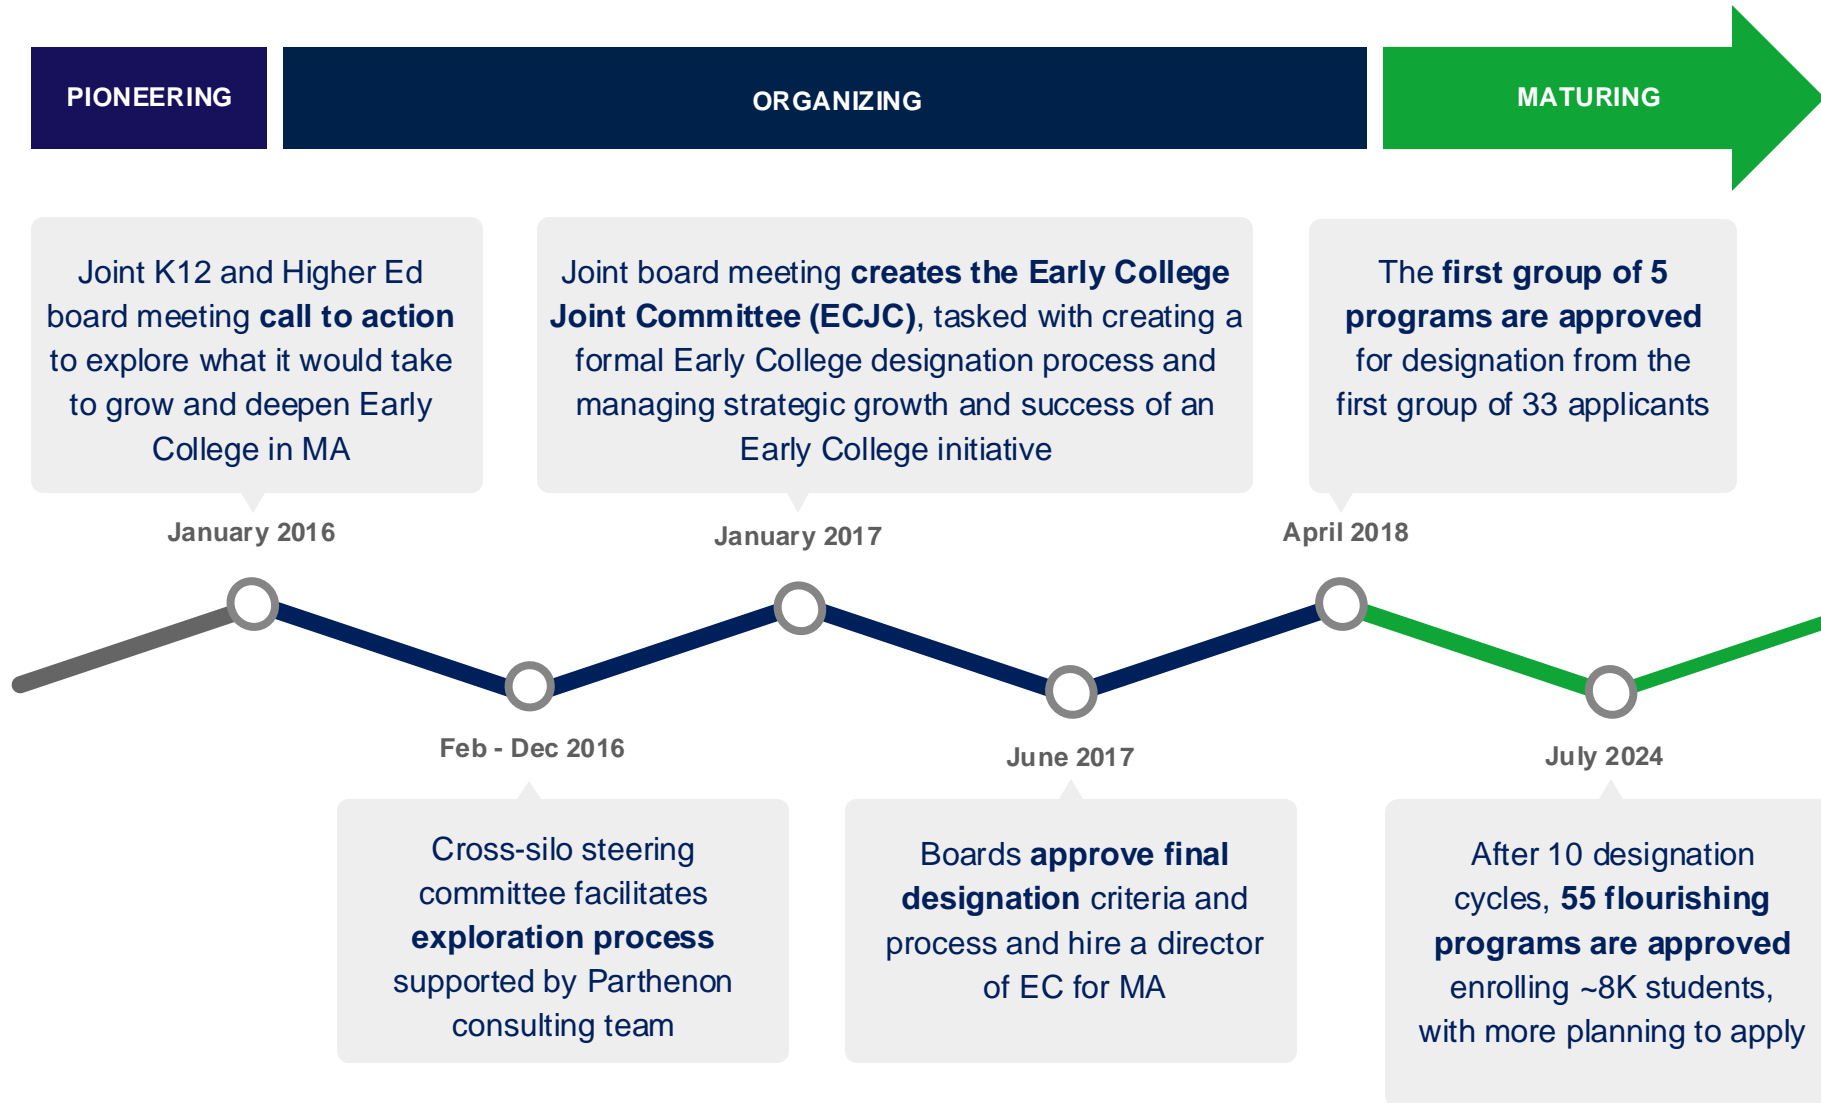 PIONEERING
ORGANIZING
MATURING
Joint K12 and Higher Ed
board meeting call to action
to explore what it would take
to grow and deepen Early
College in MA
January 2016
Joint board meeting creates the Early College
Joint Committee (ECJC), tasked with creating a
formal Early College designation process and
managing strategic growth and success of an
Early College initiative
January 2017
The first group of 5
programs are approved
for designation from the
first group of 33 applicants
April 2018
Feb - Dec 2016
Cross-silo steering
committee facilitates
exploration process
supported by Parthenon
consulting team
June 2017
Boards approve final
designation criteria and
process and hire a director
of EC for MA
July 2024
After 10 designation
cycles, 55 flourishing
programs are approved
enrolling ~8K students,
with more planning to apply